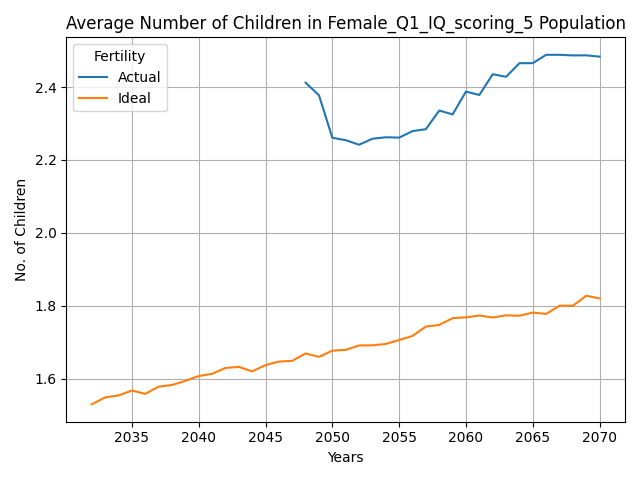 Average Number of Children in Female_Q1_IQ_scoring_5 Population
Fertility
Actual
Ideal
No. of Children
2.4
2.2
2.0
1.8
1.6
2035 2040 2045 2050 2055 2060 2065 2070
Years